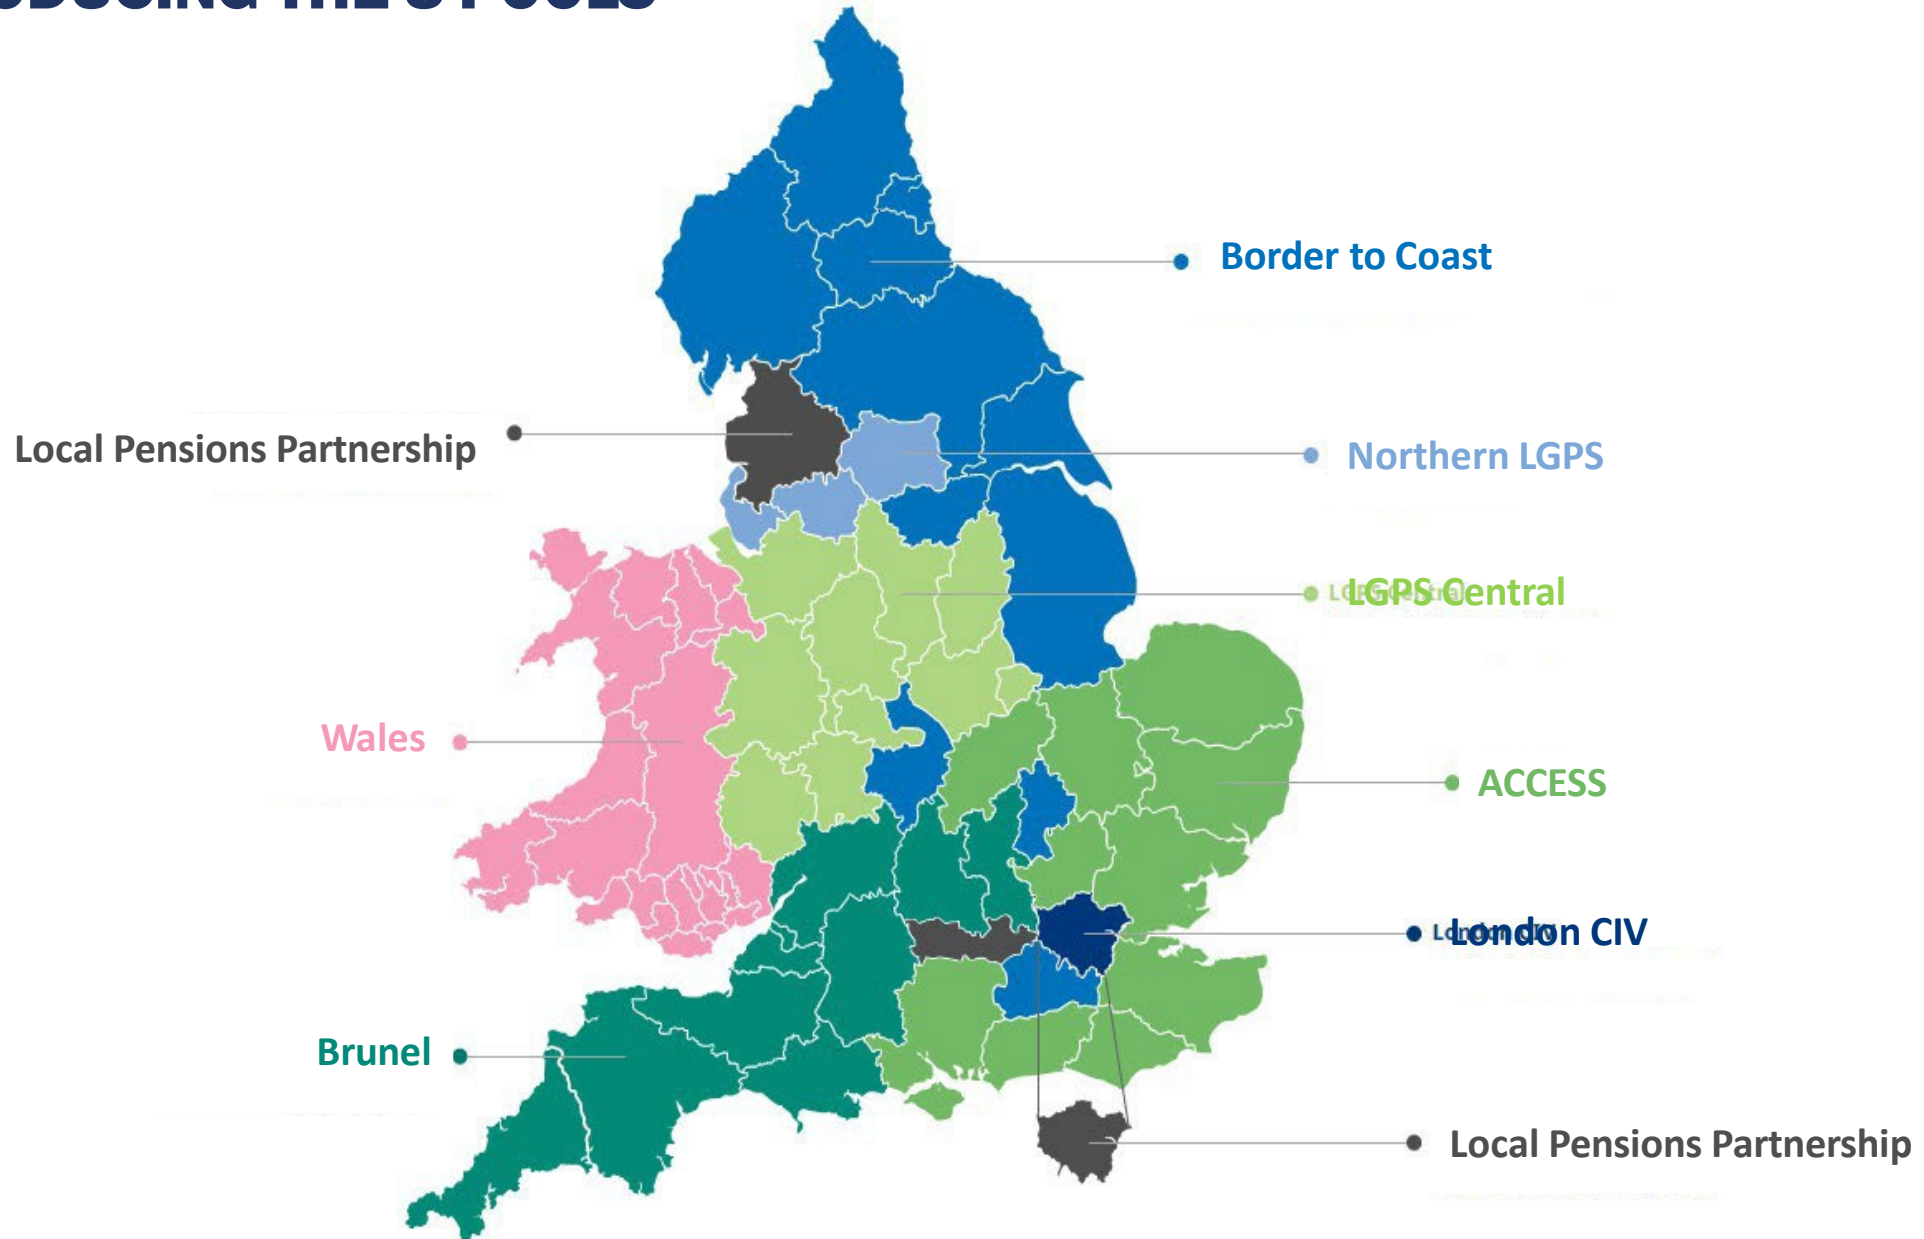 Border to Coast
Local Pensions Partnership
Northern LGPS
LGPS Central
Wales
ACCESS
London CIV
Brunel
Local Pensions Partnership